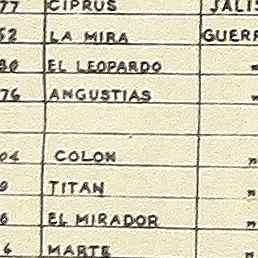 77 CIPRUS JALIS
52 LA MIRA GUERR
80 EL LEOPARDO "
76 ANGUSTIAS "
04 COLON "
0 TITAN "
6 EL MIRADOR "
6 MARTE "